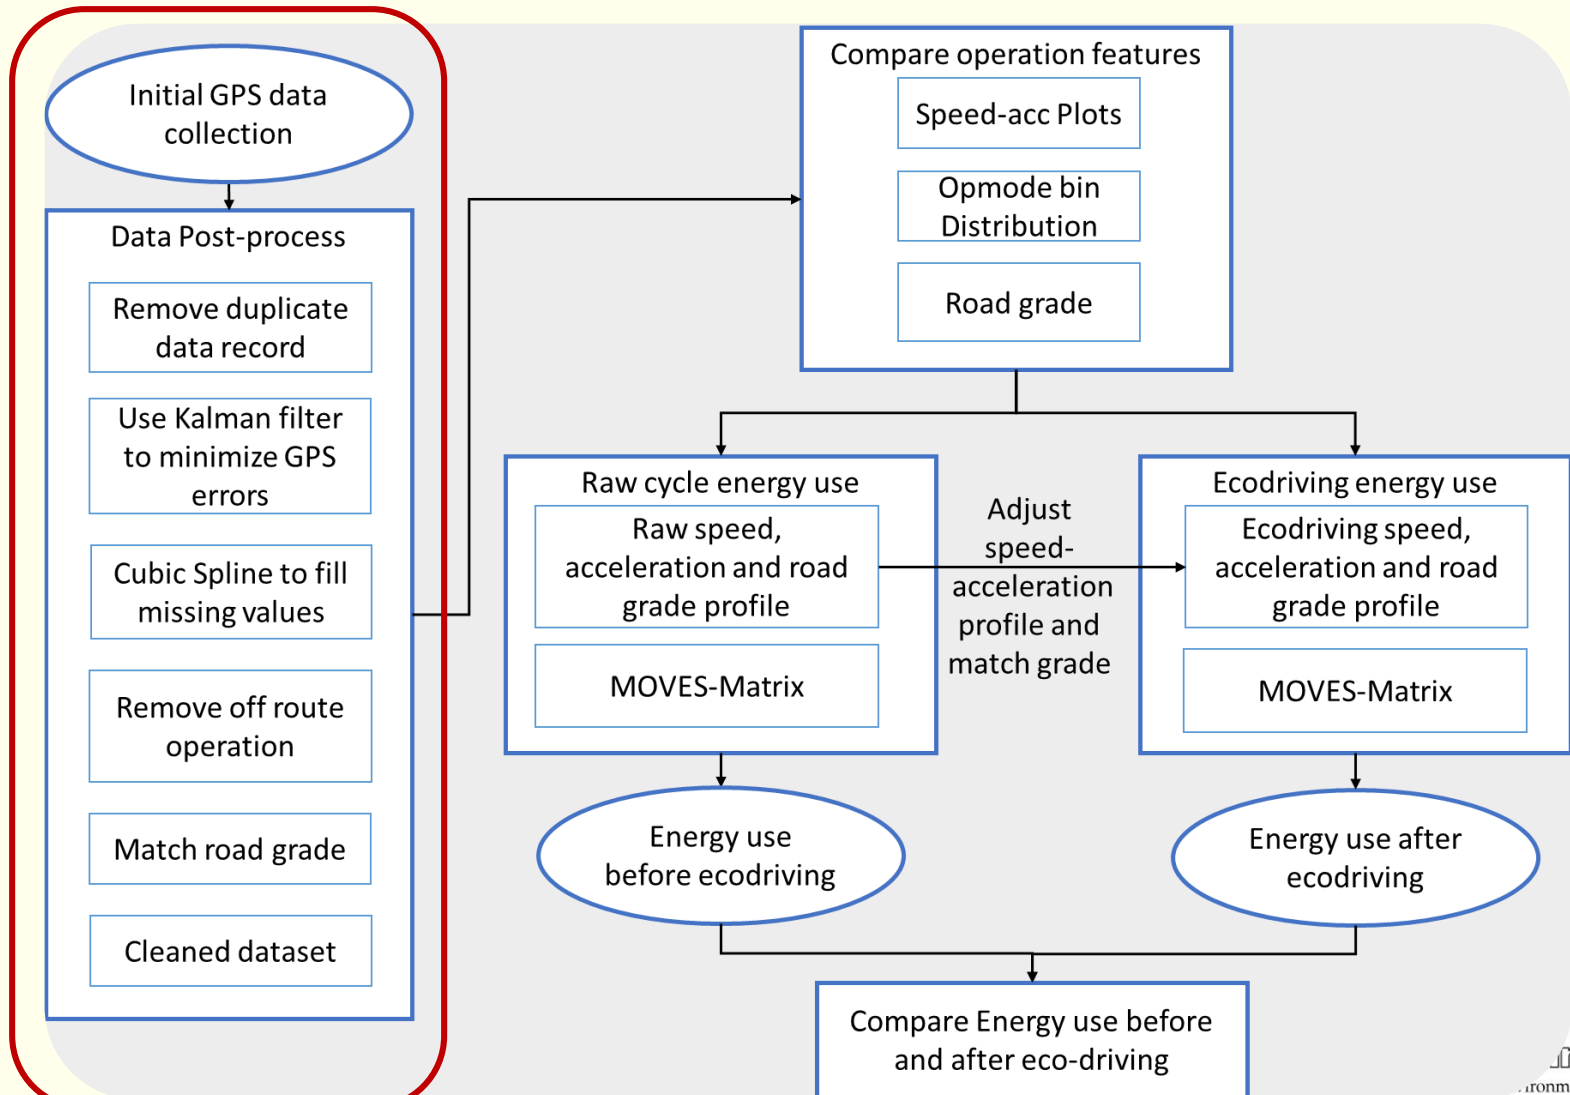 Initial GPS data
collection
Data Post-process
Remove duplicate
data record
Use Kalman filter
to minimize GPS
errors
Cubic Spline to fill
missing values
Remove off route
operation
Match road grade
Cleaned dataset
Compare operation features
Speed-acc Plots
Opmode bin
Distribution
Road grade
Raw cycle energy use
Raw speed,
acceleration and road
grade profile
MOVES-Matrix
Adjust
speed-
acceleration
profile and
match grade
Ecodriving energy use
Ecodriving speed,
acceleration and road
grade profile
MOVES-Matrix
Energy use
before ecodriving
Energy use after
ecodriving
Compare Energy use before
and after eco-driving